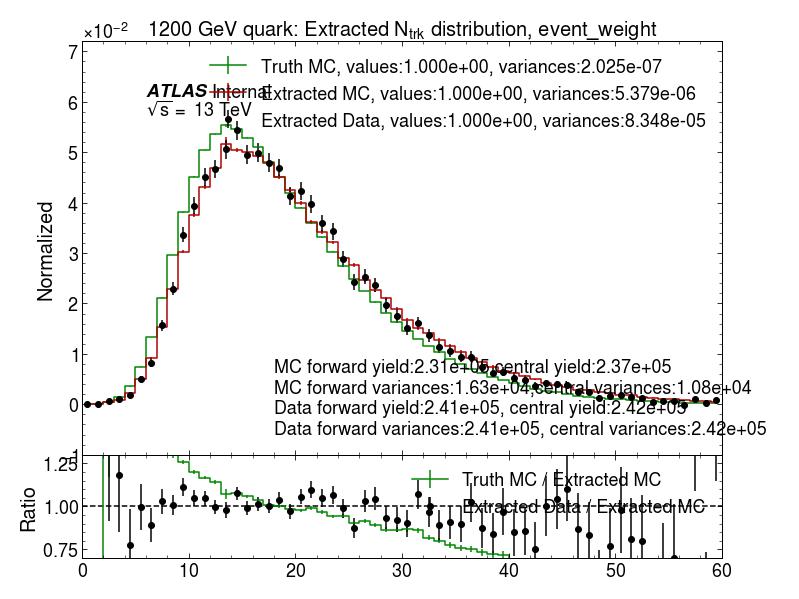 ×10⁻² 1200 GeV quark: Extracted Nₜᵣₖ distribution, event_weight
7
Truth MC, values:1.000e+00, variances:2.025e-07
ATLAS Internal
Extracted MC, values:1.000e+00, variances:5.379e-06
√s = 13 TeV
6
Extracted Data, values:1.000e+00, variances:8.348e-05
5
4
Normalized
3
2
1
MC forward yield:2.31e+05,central yield:2.37e+05
MC forward variances:1.63e+04,central variances:1.08e+04
0
Data forward yield:2.41e+05, central yield:2.42e+05
Data forward variances:2.41e+05, central variances:2.42e+05
1
1.25
Truth MC / Extracted MC
Ratio
1.00
Extracted Data / Extracted MC
0.75
0 10 20 30 40 50 60